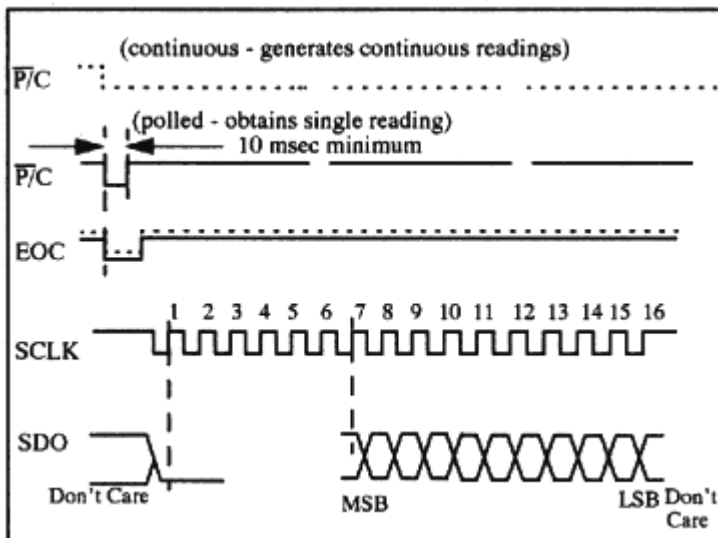 (continuous - generates continuous readings)
P̅/C
(polled - obtains single reading)
10 msec minimum
P̅/C
EOC
1 2 3 4 5 6 7 8 9 10 11 12 13 14 15 16
SCLK
SDO
Don't Care
MSB
LSB Don't
Care